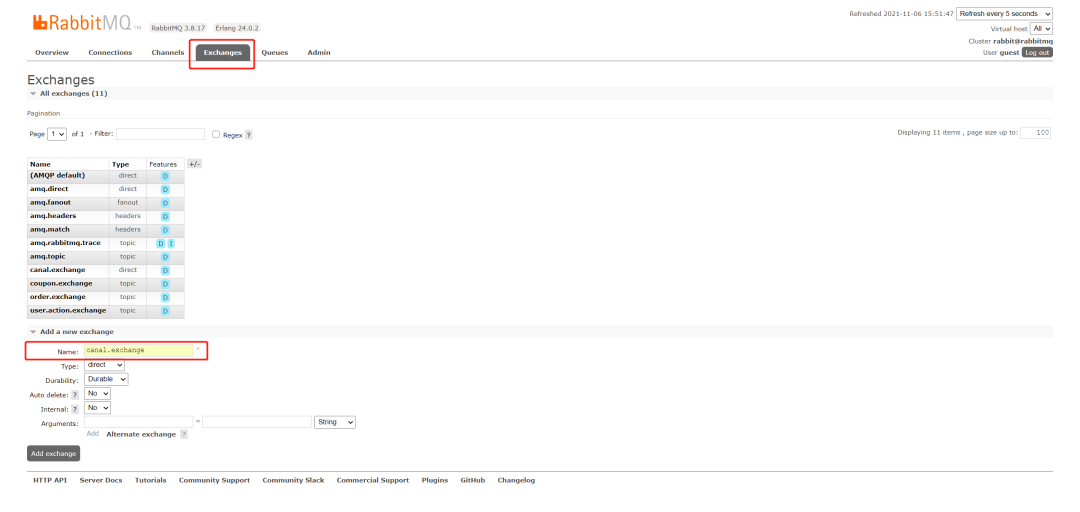 RabbitMQ TM RabbitMQ 3.8.17 Erlang 24.0.2
Refreshed 2021-11-06 15:51:47 Refresh every 5 seconds
Virtual host All
Cluster rabbit@rabbitmq
User guest Log out
Overview Connections Channels Exchanges Queues Admin
Exchanges
All exchanges (11)
Pagination
Page 1 of 1 - Filter: Regex ?
Displaying 11 items , page size up to: 100
Name Type Features +/-
(AMQP default) direct D
amq.direct direct D
amq.fanout fanout D
amq.headers headers D
amq.match headers D
amq.rabbitmq.trace topic D I
amq.topic topic D
canal.exchange direct D
coupon.exchange topic D
order.exchange topic D
user.action.exchange topic D
Add a new exchange
Name: canal.exchange *
Type: direct
Durability: Durable
Auto delete: ? No
Internal: ? No
Arguments: = String
Add Alternate exchange ?
Add exchange
HTTP API Server Docs Tutorials Community Support Community Slack Commercial Support Plugins GitHub Changelog